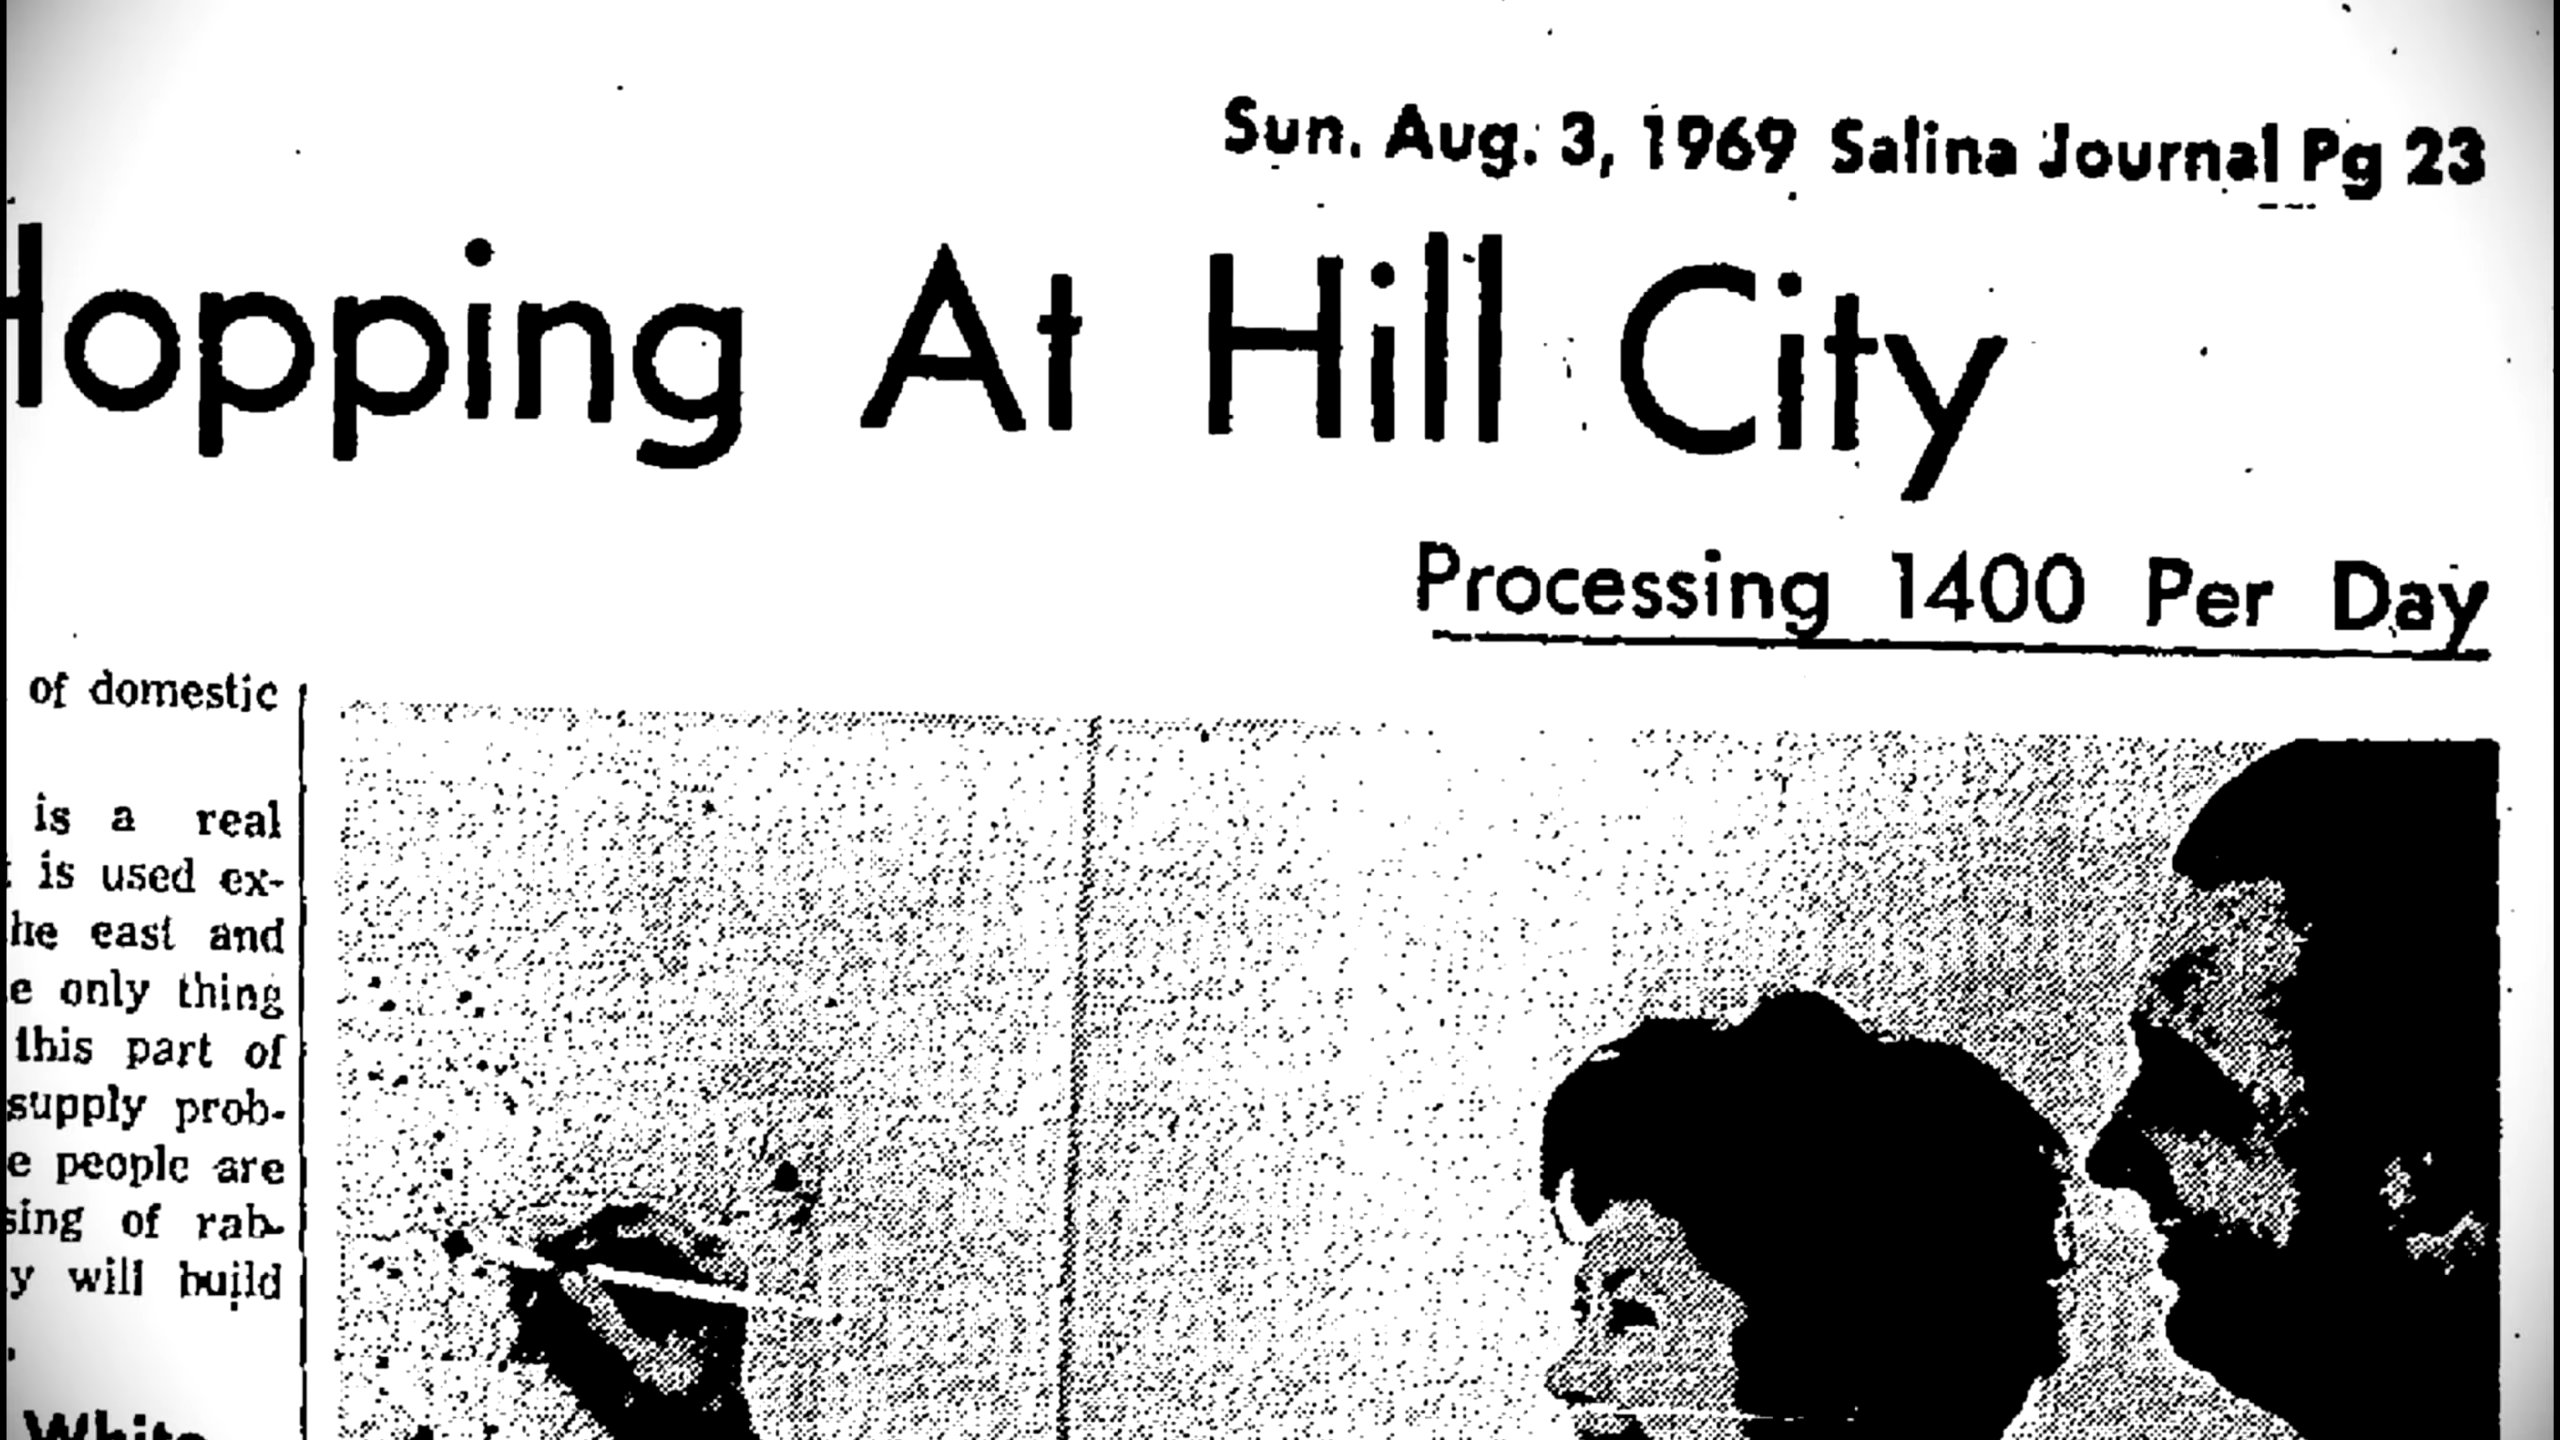 Sun. Aug. 3, 1969 Salina Journal Pg 23
Hopping At Hill City
Processing 1400 Per Day
of domestic
is a real
is used ex-
he east and
e only thing
this part of
supply prob-
e people are
sing of rab-
y will build
White